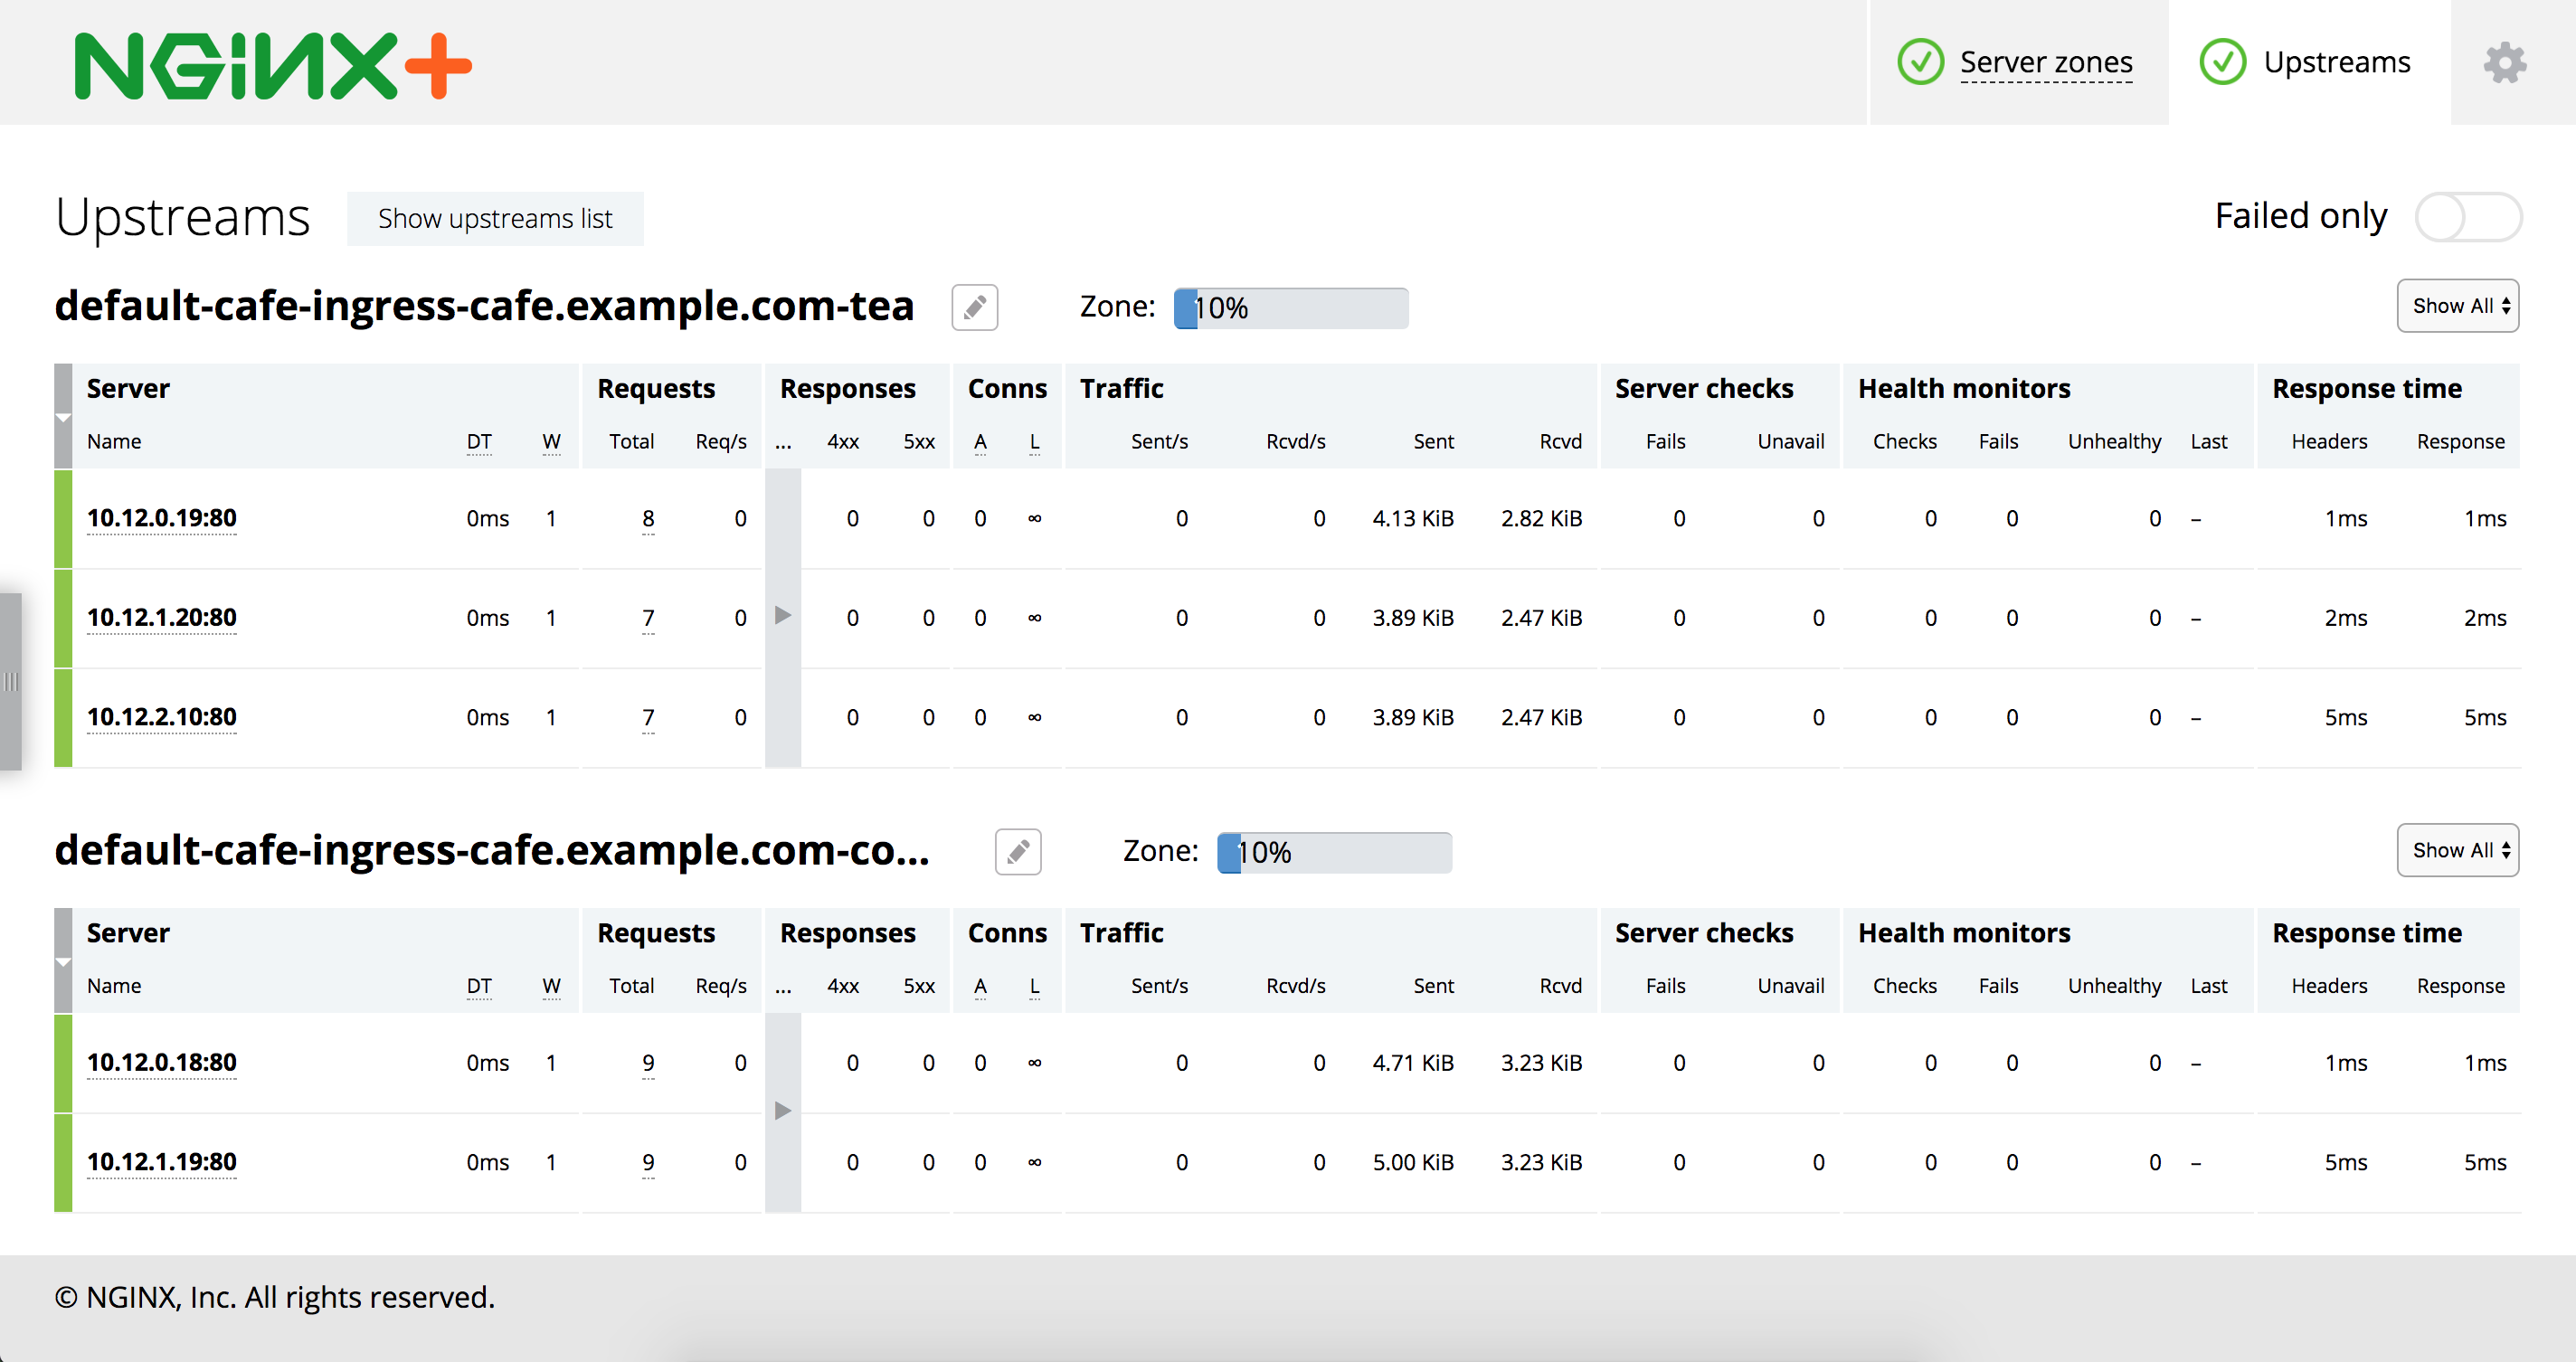 NGINX+ Server zones Upstreams
Upstreams Show upstreams list Failed only
default-cafe-ingress-cafe.example.com-tea Zone: 10% Show All
Server Requests Responses Conns Traffic Server checks Health monitors Response time
Name DT W Total Req/s ... 4xx 5xx A L Sent/s Rcvd/s Sent Rcvd Fails Unavail Checks Fails Unhealthy Last Headers Response
10.12.0.19:80 0ms 1 8 0 0 0 0 ∞ 0 0 4.13 KiB 2.82 KiB 0 0 0 0 0 – 1ms 1ms
10.12.1.20:80 0ms 1 7 0 0 0 0 ∞ 0 0 3.89 KiB 2.47 KiB 0 0 0 0 0 – 2ms 2ms
10.12.2.10:80 0ms 1 7 0 0 0 0 ∞ 0 0 3.89 KiB 2.47 KiB 0 0 0 0 0 – 5ms 5ms
default-cafe-ingress-cafe.example.com-co... Zone: 10% Show All
Server Requests Responses Conns Traffic Server checks Health monitors Response time
Name DT W Total Req/s ... 4xx 5xx A L Sent/s Rcvd/s Sent Rcvd Fails Unavail Checks Fails Unhealthy Last Headers Response
10.12.0.18:80 0ms 1 9 0 0 0 0 ∞ 0 0 4.71 KiB 3.23 KiB 0 0 0 0 0 – 1ms 1ms
10.12.1.19:80 0ms 1 9 0 0 0 0 ∞ 0 0 5.00 KiB 3.23 KiB 0 0 0 0 0 – 5ms 5ms
© NGINX, Inc. All rights reserved.